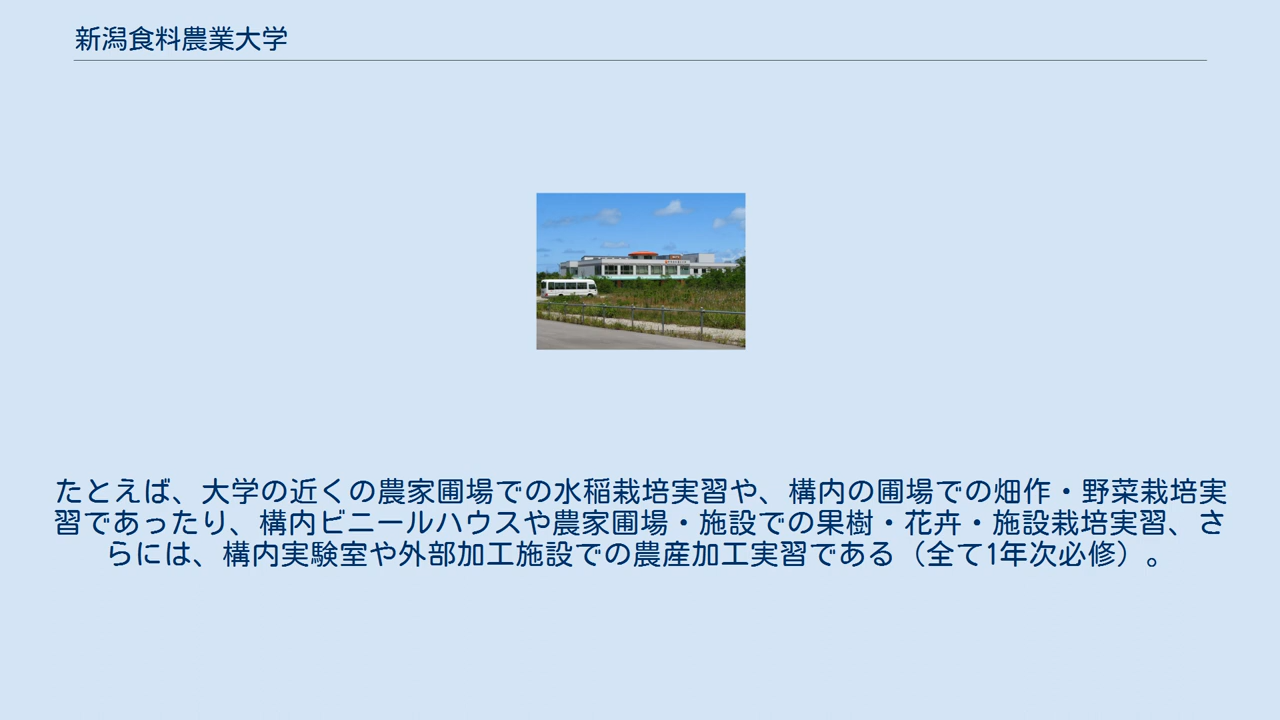 新潟食料農業大学
たとえば、大学の近くの農家圃場での水稲栽培実習や、構内の圃場での畑作・野菜栽培実
習であったり、構内ビニールハウスや農家圃場・施設での果樹・花卉・施設栽培実習、さ
らには、構内実験室や外部加工施設での農産加工実習である（全て1年次必修）。